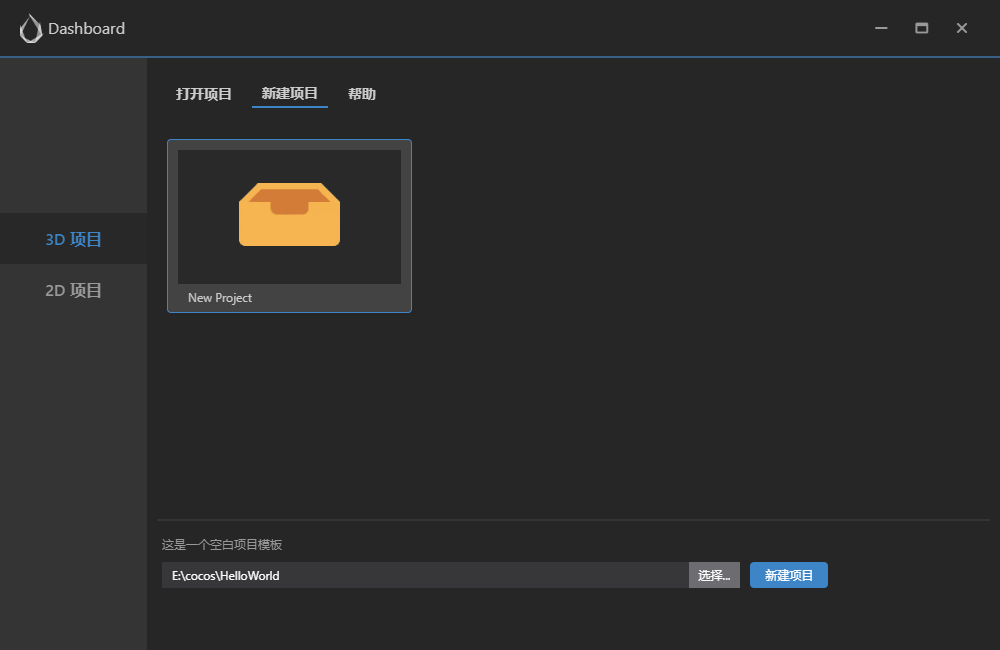 Dashboard
打开项目 新建项目 帮助
3D 项目
2D 项目
New Project
这是一个空白项目模板
E:\cocos\HelloWorld 选择... 新建项目